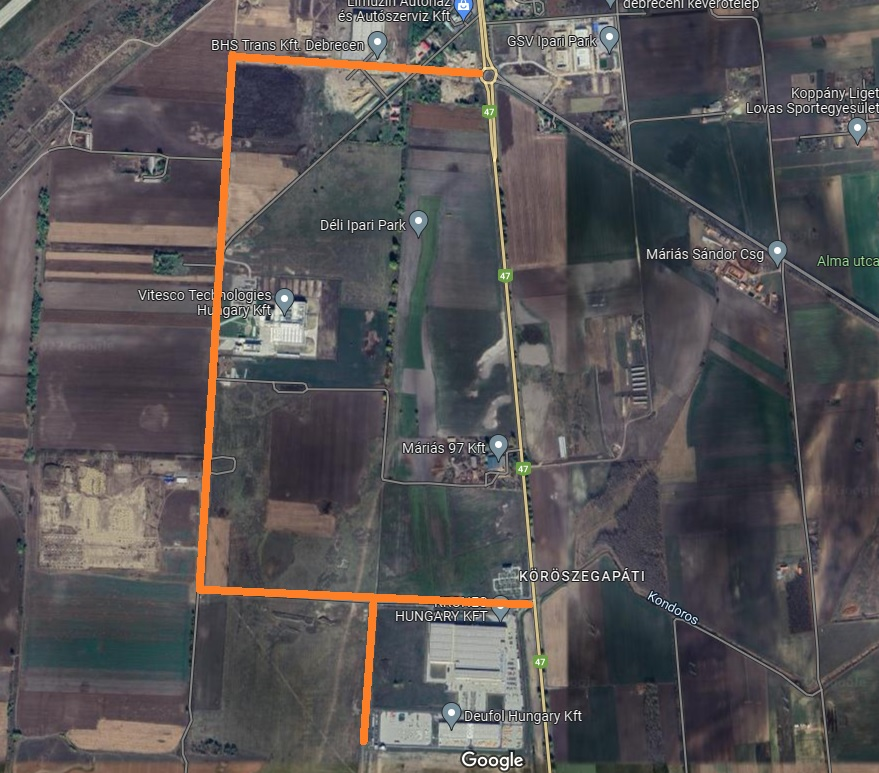 Limuzin Autóház
és Autószerviz Kft
debreceni keverőtelep
BHS Trans Kft. Debrecen
GSV Ipari Park
47
Koppány Liget
Lovas Sportegyesület
Déli Ipari Park
Máriás Sándor Csg
Alma utca
47
Vitesco Technologies
Hungary Kft
Máriás 97 Kft
47
KÖRÖSZEGAPÁTI
Kondoros
HUNGARY KFT
47
Deufol Hungary Kft
Google